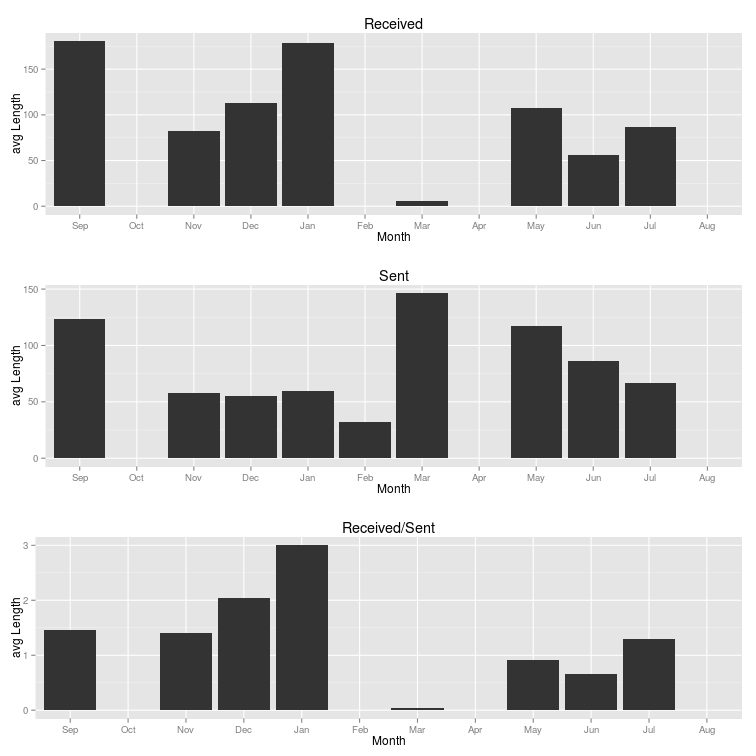 Received
avg Length
150
100
50
0
Sep Oct Nov Dec Jan Feb Mar Apr May Jun Jul Aug
Month
Sent
avg Length
150
100
50
0
Sep Oct Nov Dec Jan Feb Mar Apr May Jun Jul Aug
Month
Received/Sent
avg Length
3
2
1
0
Sep Oct Nov Dec Jan Feb Mar Apr May Jun Jul Aug
Month